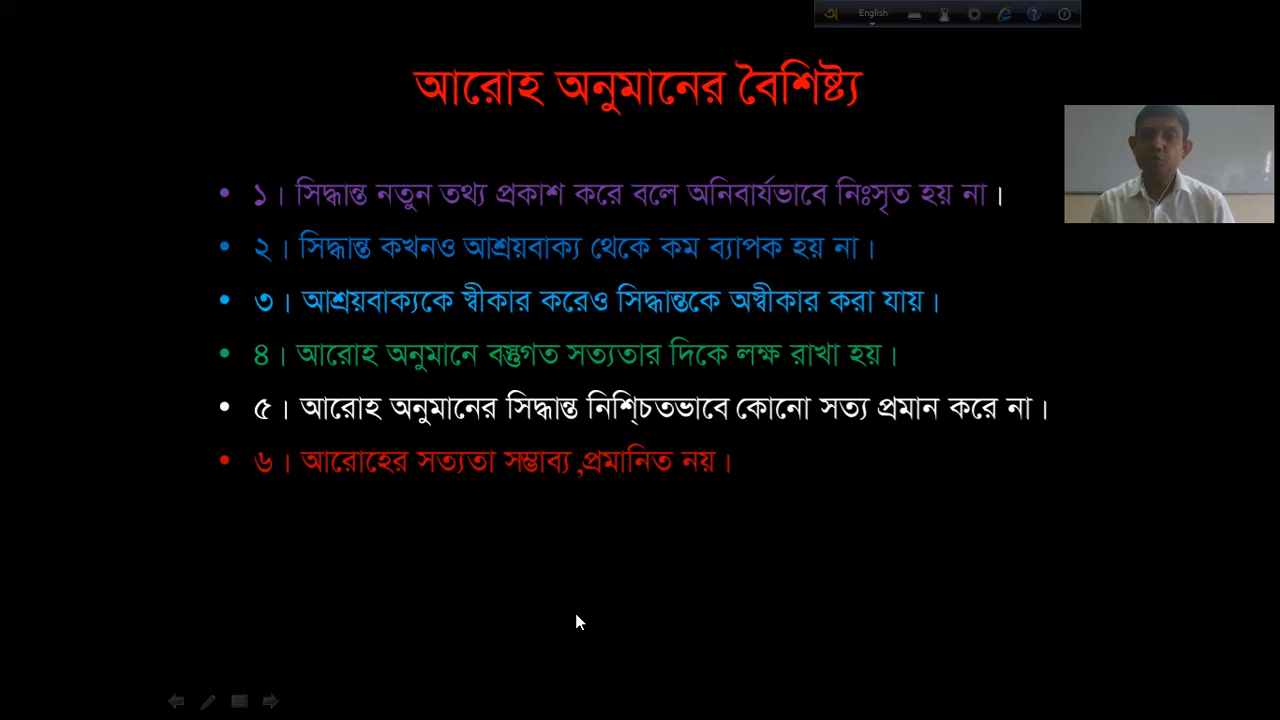 English
আরোহ অনুমানের বৈশিষ্ট্য
• ১। সিদ্ধান্ত নতুন তথ্য প্রকাশ করে বলে অনিবার্যভাবে নিঃসৃত হয় না।
• ২। সিদ্ধান্ত কখনও আশ্রয়বাক্য থেকে কম ব্যাপক হয় না।
• ৩। আশ্রয়বাক্যকে স্বীকার করেও সিদ্ধান্তকে অস্বীকার করা যায়।
• ৪। আরোহ অনুমানে বস্তুগত সত্যতার দিকে লক্ষ রাখা হয়।
• ৫। আরোহ অনুমানের সিদ্ধান্ত নিশ্চিতভাবে কোনো সত্য প্রমান করে না।
• ৬। আরোহের সত্যতা সম্ভাব্য ,প্রমানিত নয়।